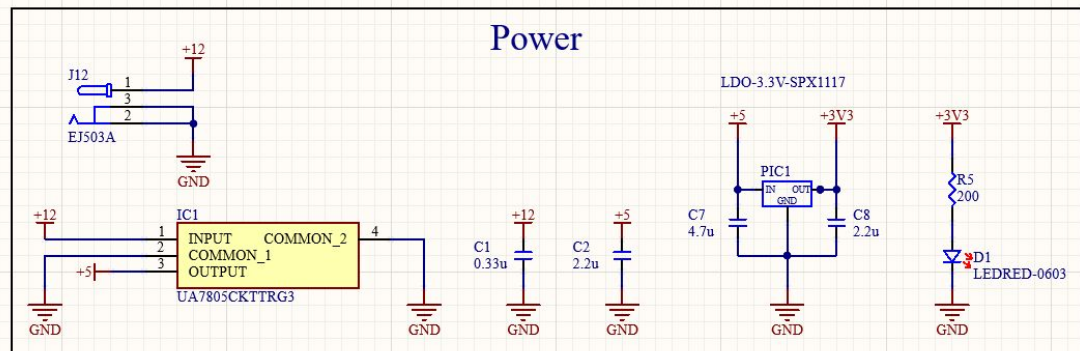 Power
+12
J12
1
3
2
EJ503A
GND
LDO-3.3V-SPX1117
+5
+3V3
+3V3
PIC1
IN OUT
GND
C7
4.7u
C8
2.2u
R5
200
D1
LEDRED-0603
GND
GND
+12
IC1
1 INPUT COMMON_2 4
2 COMMON_1
+5 3 OUTPUT
UA7805CKTTRG3
GND
GND
+12
C1
0.33u
GND
+5
C2
2.2u
GND